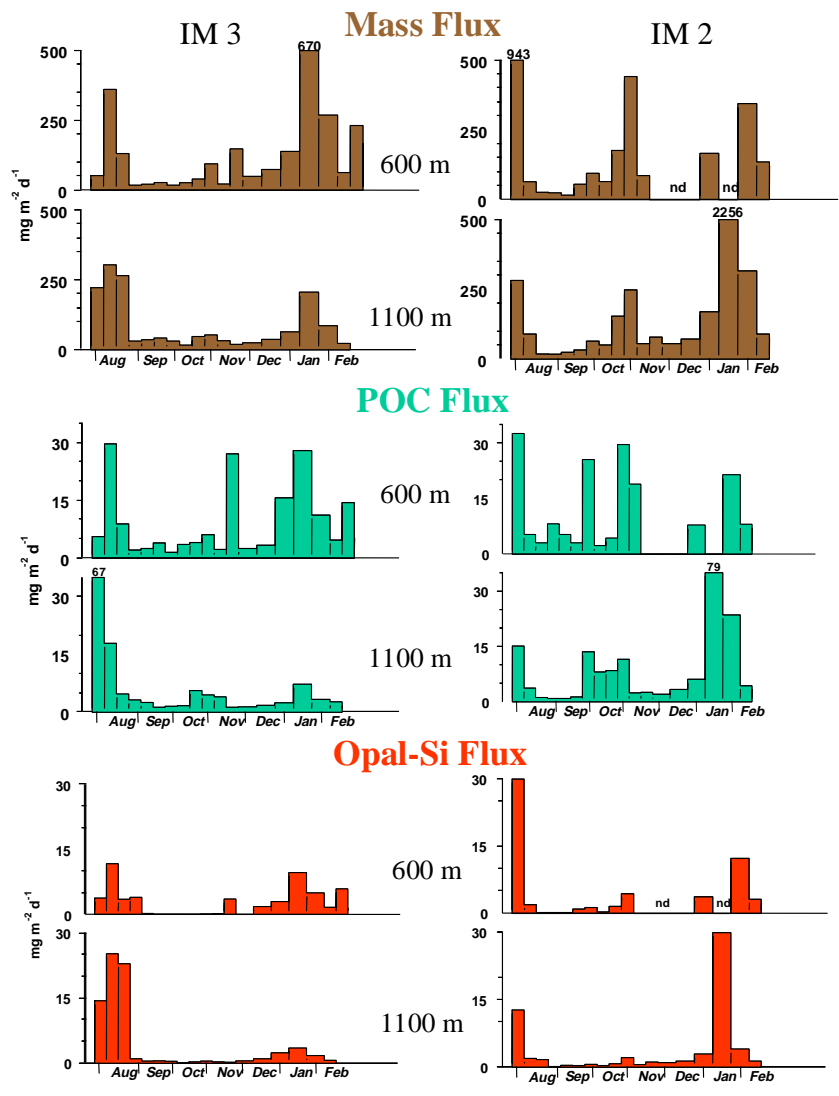 Mass Flux
IM 3
IM 2
670
943
500
250
0
600 m
500
250
0
nd
nd
mg m-2 d-1
500
250
0
1100 m
2256
500
250
0
Aug Sep Oct Nov Dec Jan Feb
Aug Sep Oct Nov Dec Jan Feb
POC Flux
30
15
0
600 m
30
15
0
mg m-2 d-1
67
30
15
0
1100 m
79
30
15
0
Aug Sep Oct Nov Dec Jan Feb
Aug Sep Oct Nov Dec Jan Feb
Opal-Si Flux
30
15
0
600 m
30
15
0
nd
nd
mg m-2 d-1
30
15
0
1100 m
30
15
0
Aug Sep Oct Nov Dec Jan Feb
Aug Sep Oct Nov Dec Jan Feb